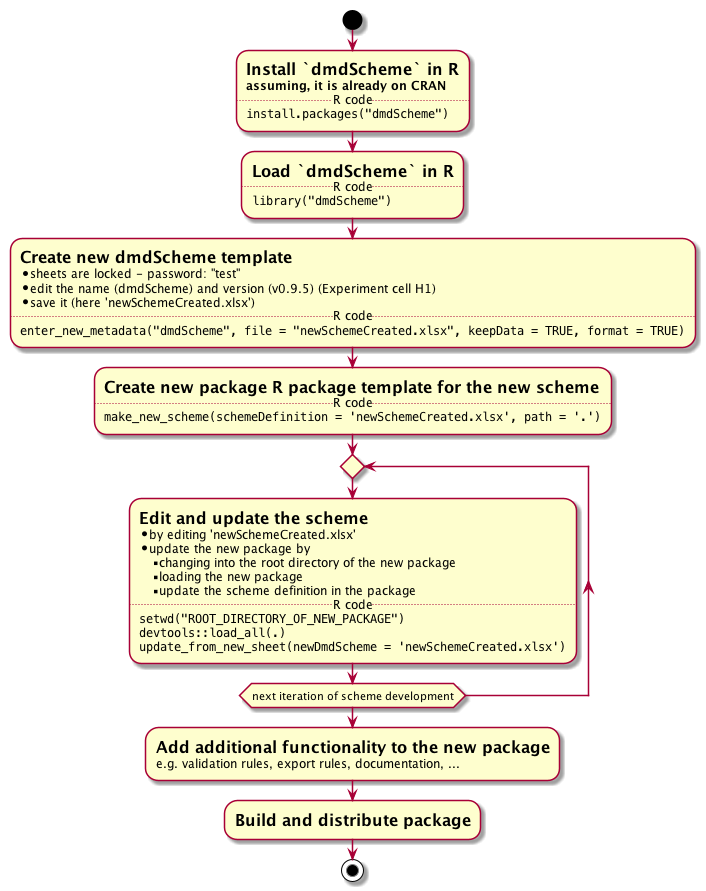 Install `dmdScheme` in R
assuming, it is already on CRAN
R code
install.packages("dmdScheme")
Load `dmdScheme` in R
R code
library("dmdScheme")
Create new dmdScheme template
•sheets are locked - password: "test"
•edit the name (dmdScheme) and version (v0.9.5) (Experiment cell H1)
•save it (here 'newSchemeCreated.xlsx')
R code
enter_new_metadata("dmdScheme", file = "newSchemeCreated.xlsx", keepData = TRUE, format = TRUE)
Create new package R package template for the new scheme
R code
make_new_scheme(schemeDefinition = 'newSchemeCreated.xlsx', path = '.')
Edit and update the scheme
•by editing 'newSchemeCreated.xlsx'
•update the new package by
▪changing into the root directory of the new package
▪loading the new package
▪update the scheme definition in the package
R code
setwd("ROOT_DIRECTORY_OF_NEW_PACKAGE")
devtools::load_all(.)
update_from_new_sheet(newDmdScheme = 'newSchemeCreated.xlsx')
next iteration of scheme development
Add additional functionality to the new package
e.g. validation rules, export rules, documentation, ...
Build and distribute package